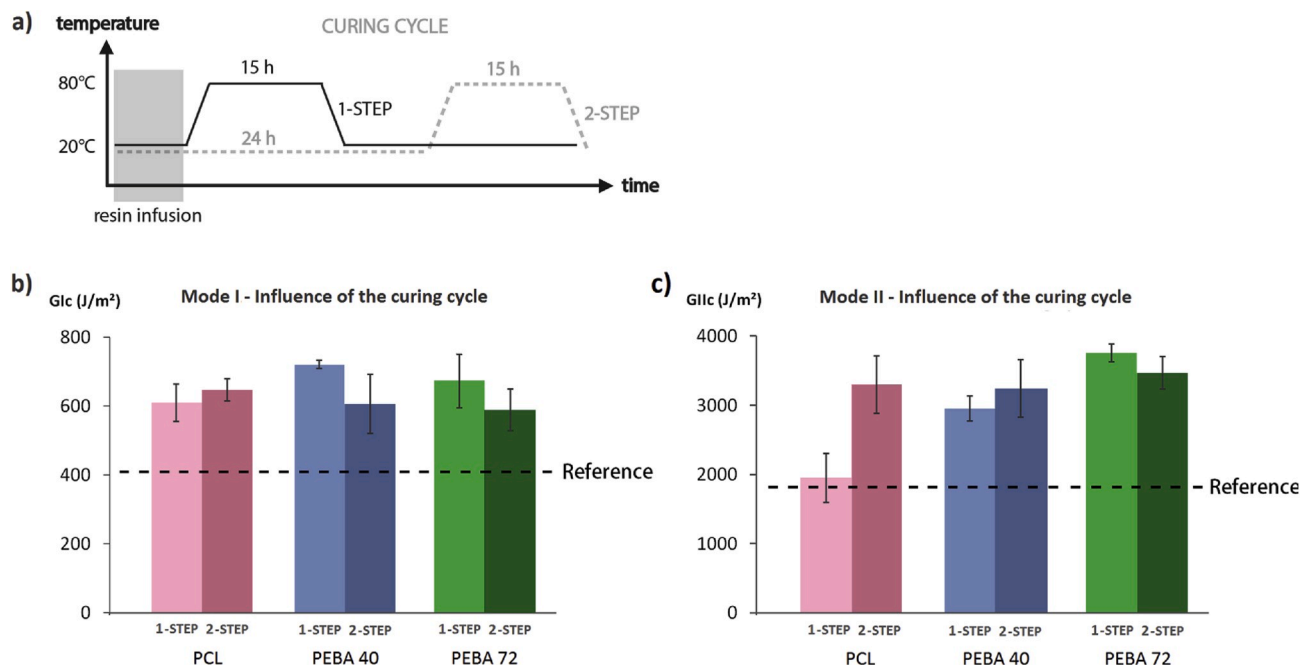 a)
temperature
CURING CYCLE
80°C
15 h
15 h
1-STEP
2-STEP
24 h
20°C
time
resin infusion
b)
GIc (J/m²)
Mode I - Influence of the curing cycle
800
600
400
200
0
Reference
1-STEP 2-STEP 1-STEP 2-STEP 1-STEP 2-STEP
PCL PEBA 40 PEBA 72
c)
GIIc (J/m²)
Mode II - Influence of the curing cycle
4000
3000
2000
1000
0
Reference
1-STEP 2-STEP 1-STEP 2-STEP 1-STEP 2-STEP
PCL PEBA 40 PEBA 72